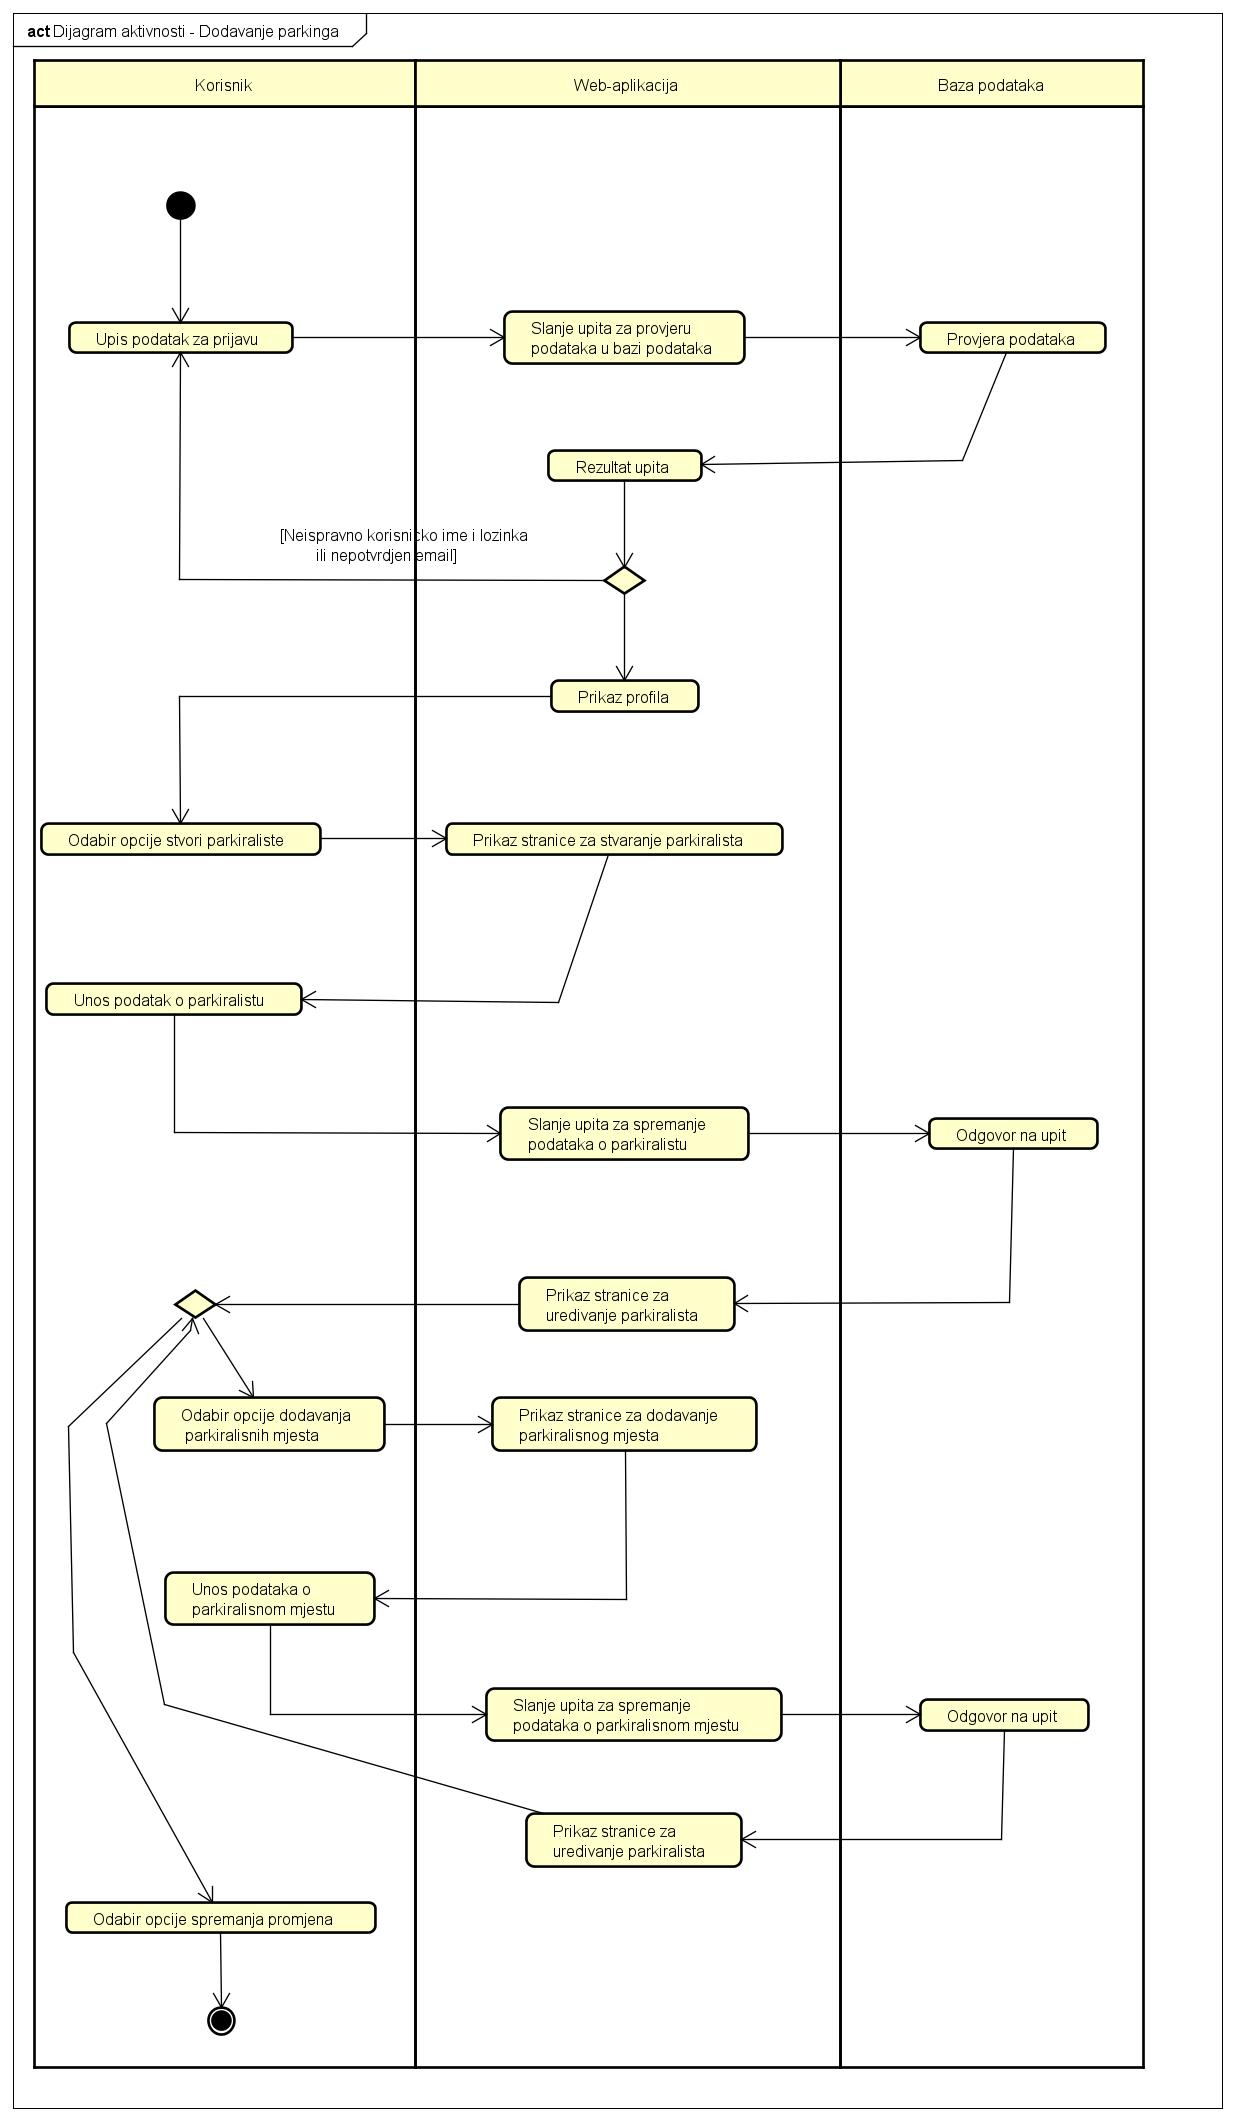 act Dijagram aktivnosti - Dodavanje parkinga
Korisnik
Web-aplikacija
Baza podataka
Upis podatak za prijavu
Slanje upita za provjeru
podataka u bazi podataka
Provjera podataka
Rezultat upita
[Neispravno korisnicko ime i lozinka
ili nepotvrdjen email]
Prikaz profila
Odabir opcije stvori parkiraliste
Prikaz stranice za stvaranje parkiralista
Unos podatak o parkiralistu
Slanje upita za spremanje
podataka o parkiralistu
Odgovor na upit
Prikaz stranice za
uredivanje parkiralista
Odabir opcije dodavanja
parkiralisnih mjesta
Prikaz stranice za dodavanje
parkiralisnog mjesta
Unos podataka o
parkiralisnom mjestu
Slanje upita za spremanje
podataka o parkiralisnom mjestu
Odgovor na upit
Prikaz stranice za
uredivanje parkiralista
Odabir opcije spremanja promjena